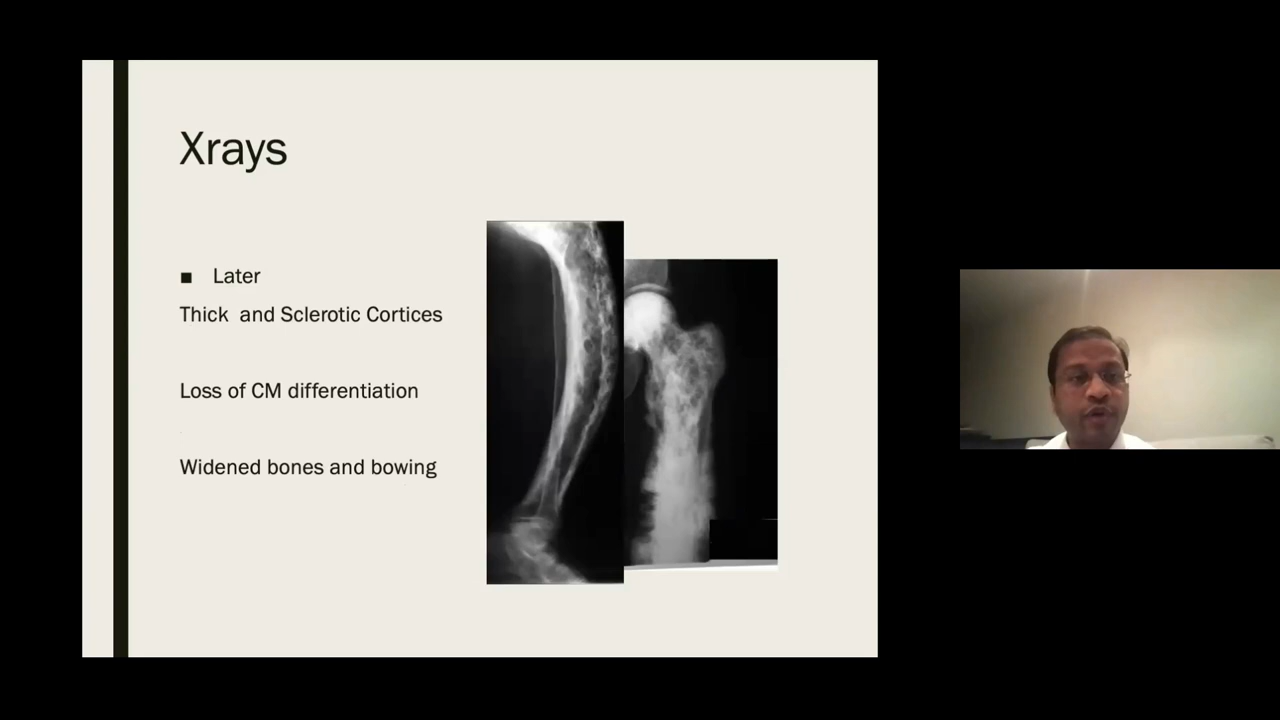 Xrays
■ Later
Thick and Sclerotic Cortices
Loss of CM differentiation
Widened bones and bowing